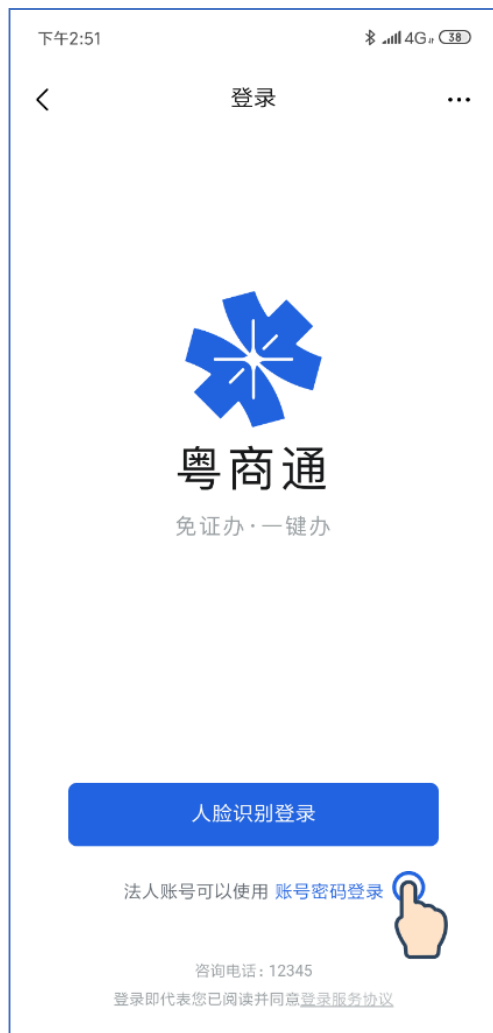 下午2:51 4G 38
登录
粤商通
免证办·一键办
人脸识别登录
法人账号可以使用 账号密码登录
咨询电话：12345
登录即代表您已阅读并同意登录服务协议